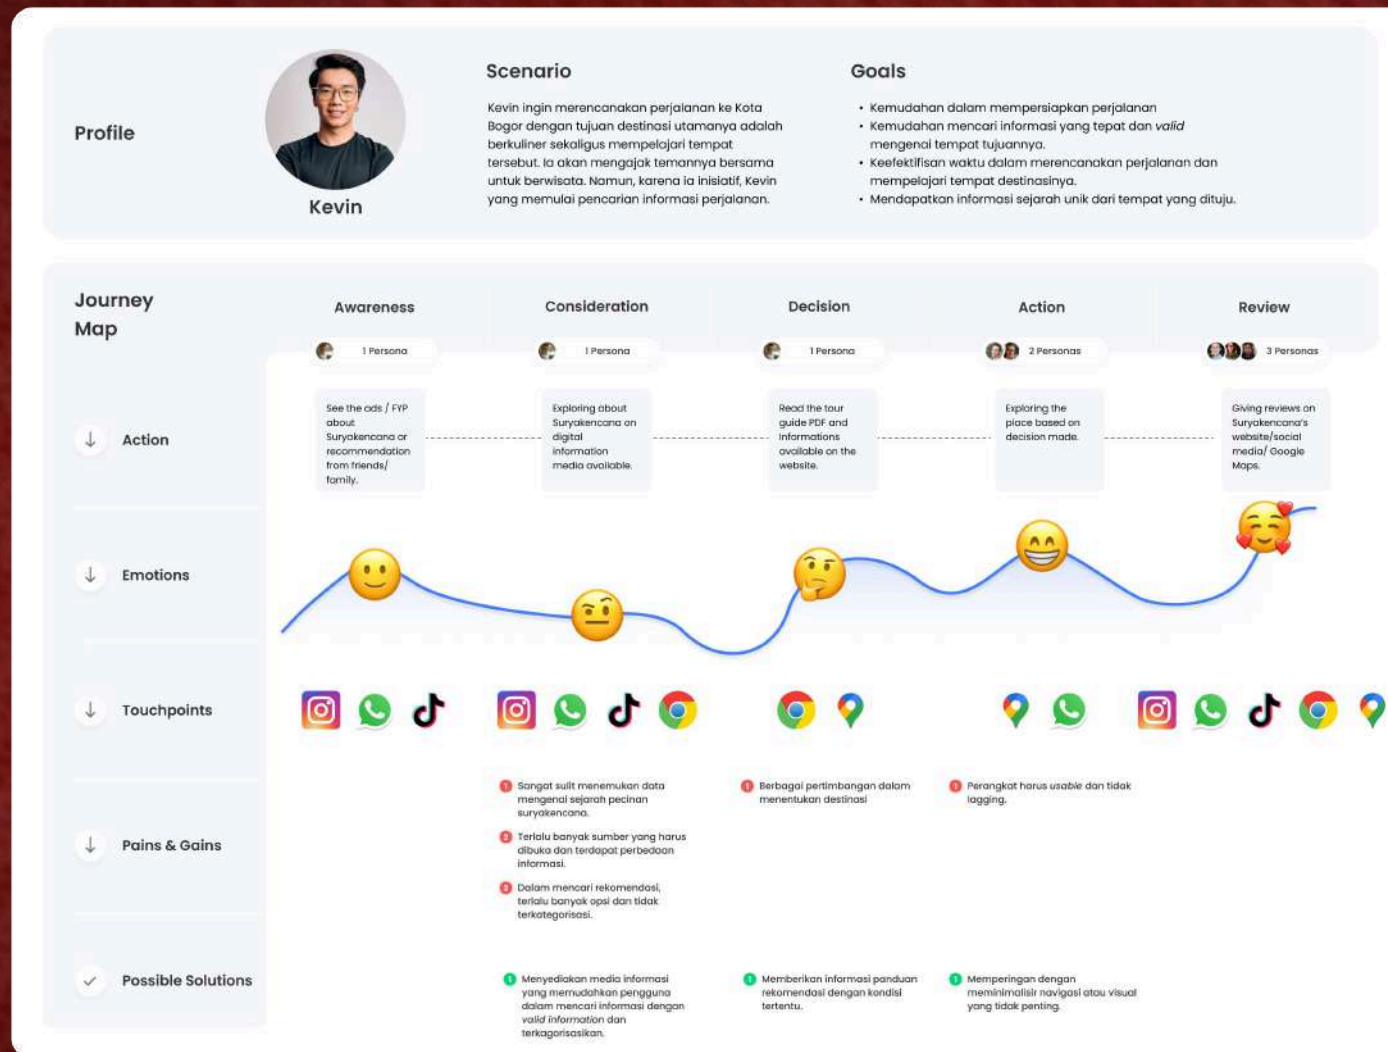 Profile
Kevin
Scenario
Kevin ingin merencanakan perjalanan ke Kota
Bogor dengan tujuan destinasi utamanya adalah
berkuliner sekaligus mempelajari tempat
tersebut. Ia akan mengajak temannya bersama
untuk berwisata. Namun, karena ia inisiatif, Kevin
yang memulai pencarian informasi perjalanan.
Goals
• Kemudahan dalam mempersiapkan perjalanan
• Kemudahan mencari informasi yang tepat dan valid
mengenai tempat tujuannya.
• Keefektifisan waktu dalam merencanakan perjalanan dan
mempelajari tempat destinasinya.
• Mendapatkan informasi sejarah unik dari tempat yang dituju.
Journey
Map
Awareness
Consideration
Decision
Action
Review
1 Persona
1 Persona
1 Persona
2 Personas
3 Personas
Action
See the ads / FYP
about
Suryakencana or
recommendation
from friends/
family.
Exploring about
Suryakencana on
digital
information
media available.
Read the tour
guide PDF and
Informations
available on the
website.
Exploring the
place based on
decision made.
Giving reviews on
Suryakencana's
website/social
media/ Google
Maps.
Emotions
Touchpoints
Pains & Gains
1 Sangat sulit menemukan data
mengenai sejarah pecinan
suryakencana.
2 Terlalu banyak sumber yang harus
dibuka dan terdapat perbedaan
informasi.
3 Dalam mencari rekomendasi,
terlalu banyak opsi dan tidak
terkategorisasi.
1 Berbagai pertimbangan dalam
menentukan destinasi
1 Perangkat harus usable dan tidak
lagging.
Possible Solutions
1 Menyediakan media informasi
yang memudahkan pengguna
dalam mencari informasi dengan
valid information dan
terkagorisasikan.
1 Memberikan informasi panduan
rekomendasi dengan kondisi
tertentu.
1 Memperingan dengan
meminimalisir navigasi atau visual
yang tidak penting.